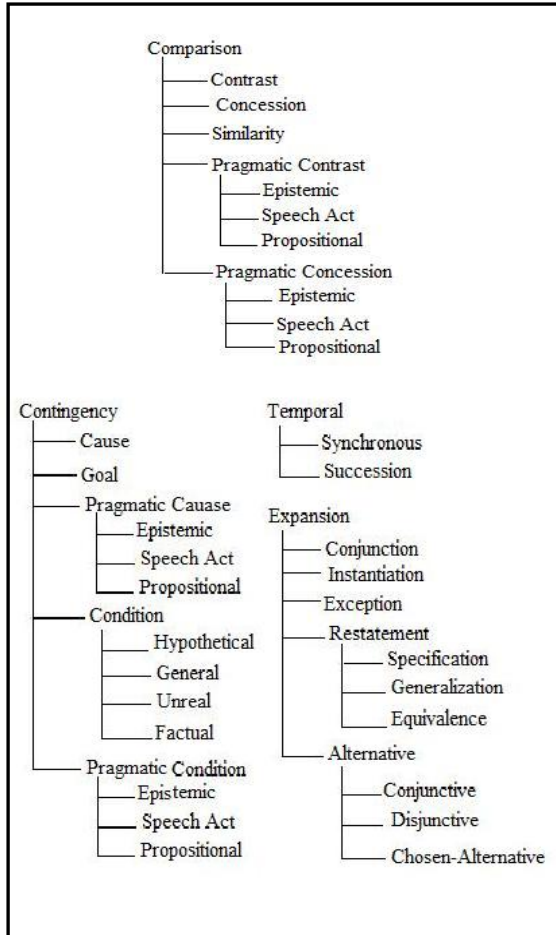 Comparison
Contrast
Concession
Similarity
Pragmatic Contrast
Epistemic
Speech Act
Propositional
Pragmatic Concession
Epistemic
Speech Act
Propositional
Contingency
Cause
Goal
Pragmatic Cauase
Epistemic
Speech Act
Propositional
Condition
Hypothetical
General
Unreal
Factual
Pragmatic Condition
Epistemic
Speech Act
Propositional
Temporal
Synchronous
Succession
Expansion
Conjunction
Instantiation
Exception
Restatement
Specification
Generalization
Equivalence
Alternative
Conjunctive
Disjunctive
Chosen-Alternative